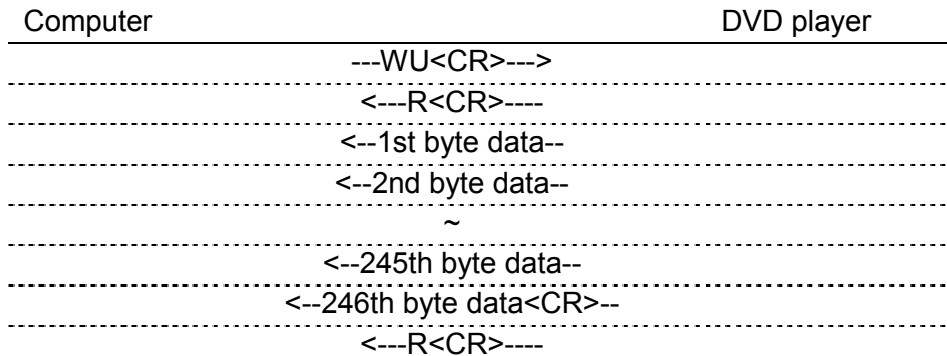 Computer DVD player
---WU<CR>--->
<---R<CR>----
<--1st byte data--
<--2nd byte data--
~
<--245th byte data--
<--246th byte data<CR>--
<---R<CR>----